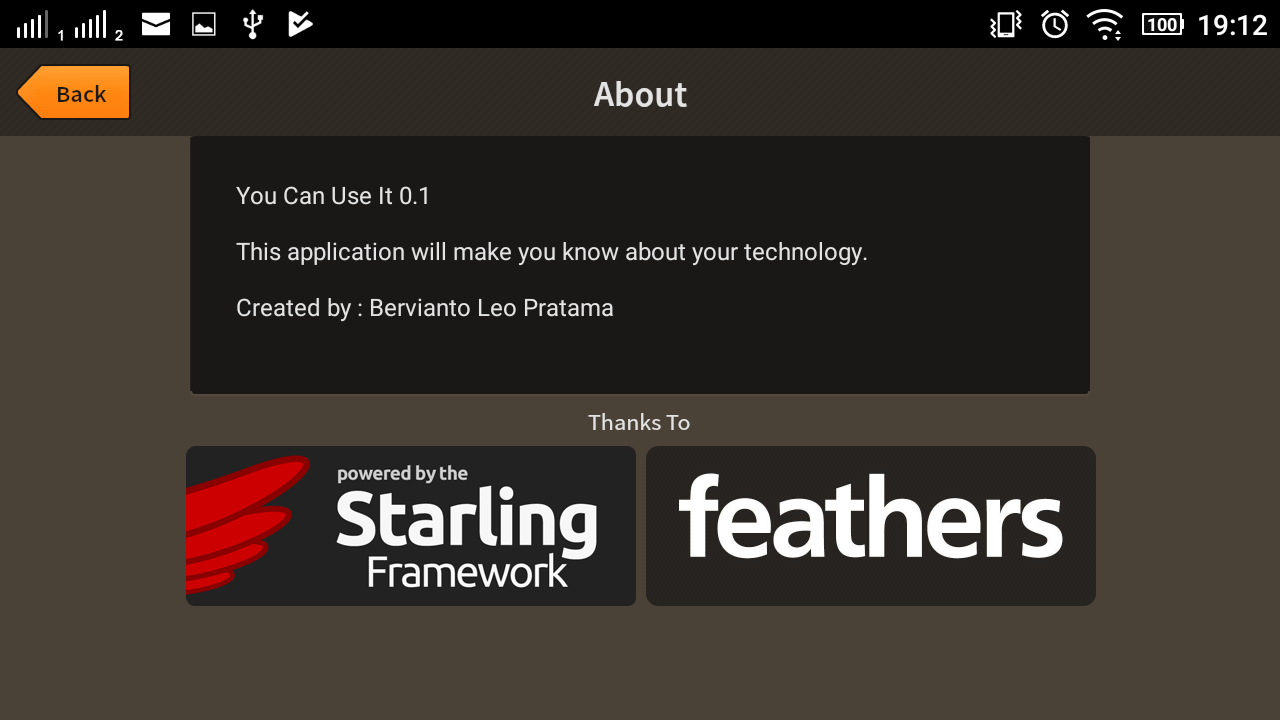 1 2 100 19:12
Back
About
You Can Use It 0.1
This application will make you know about your technology.
Created by : Bervianto Leo Pratama
Thanks To
powered by the
Starling
Framework
feathers